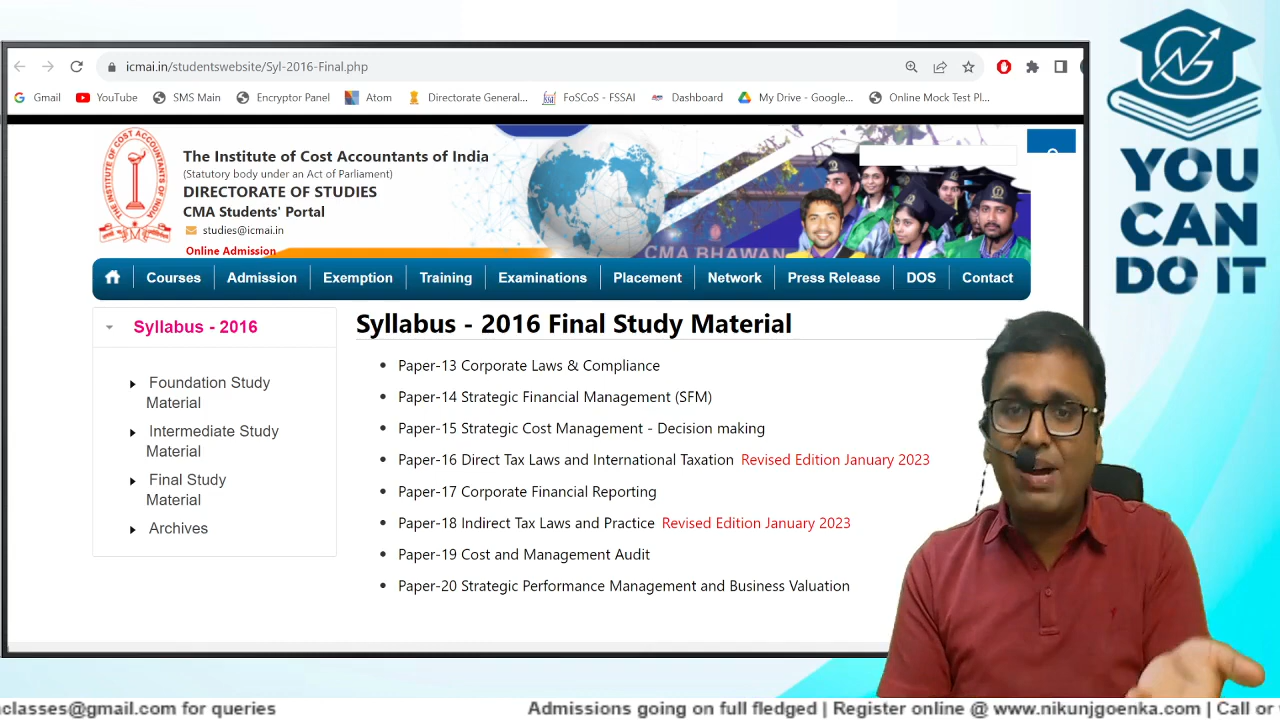 icmai.in/studentswebsite/Syl-2016-Final.php
Gmail YouTube SMS Main Encryptor Panel Atom Directorate General... FoSCoS - FSSAI Dashboard My Drive - Google... Online Mock Test Pl...
THE INSTITUTE OF COST ACCOUNTANTS OF INDIA
The Institute of Cost Accountants of India
(Statutory body under an Act of Parliament)
DIRECTORATE OF STUDIES
CMA Students' Portal
studies@icmai.in
Online Admission
CMA BHAWAN
Courses Admission Exemption Training Examinations Placement Network Press Release DOS Contact
Syllabus - 2016
Foundation Study
Material
Intermediate Study
Material
Final Study
Material
Archives
Syllabus - 2016 Final Study Material
Paper-13 Corporate Laws & Compliance
Paper-14 Strategic Financial Management (SFM)
Paper-15 Strategic Cost Management - Decision making
Paper-16 Direct Tax Laws and International Taxation Revised Edition January 2023
Paper-17 Corporate Financial Reporting
Paper-18 Indirect Tax Laws and Practice Revised Edition January 2023
Paper-19 Cost and Management Audit
Paper-20 Strategic Performance Management and Business Valuation
YOU
CAN
DO IT
classes@gmail.com for queries Admissions going on full fledged | Register online @ www.nikunjgoenka.com | Call or